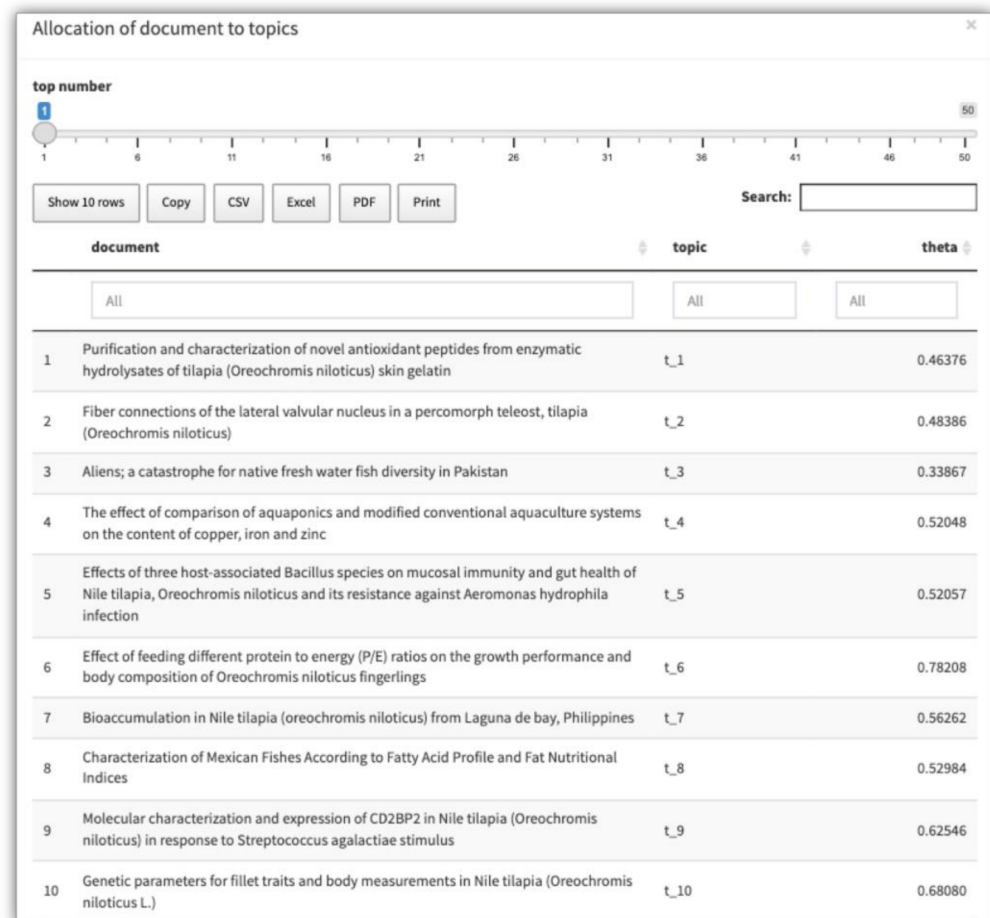 Allocation of document to topics ×
top number
1 50
1 6 11 16 21 26 31 36 41 46 50
Show 10 rows Copy CSV Excel PDF Print Search:
document topic theta
All All All
1 Purification and characterization of novel antioxidant peptides from enzymatic
hydrolysates of tilapia (Oreochromis niloticus) skin gelatin t_1 0.46376
2 Fiber connections of the lateral valvular nucleus in a percomorph teleost, tilapia
(Oreochromis niloticus) t_2 0.48386
3 Aliens; a catastrophe for native fresh water fish diversity in Pakistan t_3 0.33867
4 The effect of comparison of aquaponics and modified conventional aquaculture systems
on the content of copper, iron and zinc t_4 0.52048
Effects of three host-associated Bacillus species on mucosal immunity and gut health of
5 Nile tilapia, Oreochromis niloticus and its resistance against Aeromonas hydrophila t_5 0.52057
infection
6 Effect of feeding different protein to energy (P/E) ratios on the growth performance and
body composition of Oreochromis niloticus fingerlings t_6 0.78208
7 Bioaccumulation in Nile tilapia (oreochromis niloticus) from Laguna de bay, Philippines t_7 0.56262
8 Characterization of Mexican Fishes According to Fatty Acid Profile and Fat Nutritional
Indices t_8 0.52984
9 Molecular characterization and expression of CD2BP2 in Nile tilapia (Oreochromis
niloticus) in response to Streptococcus agalactiae stimulus t_9 0.62546
10 Genetic parameters for fillet traits and body measurements in Nile tilapia (Oreochromis
niloticus L.) t_10 0.68080